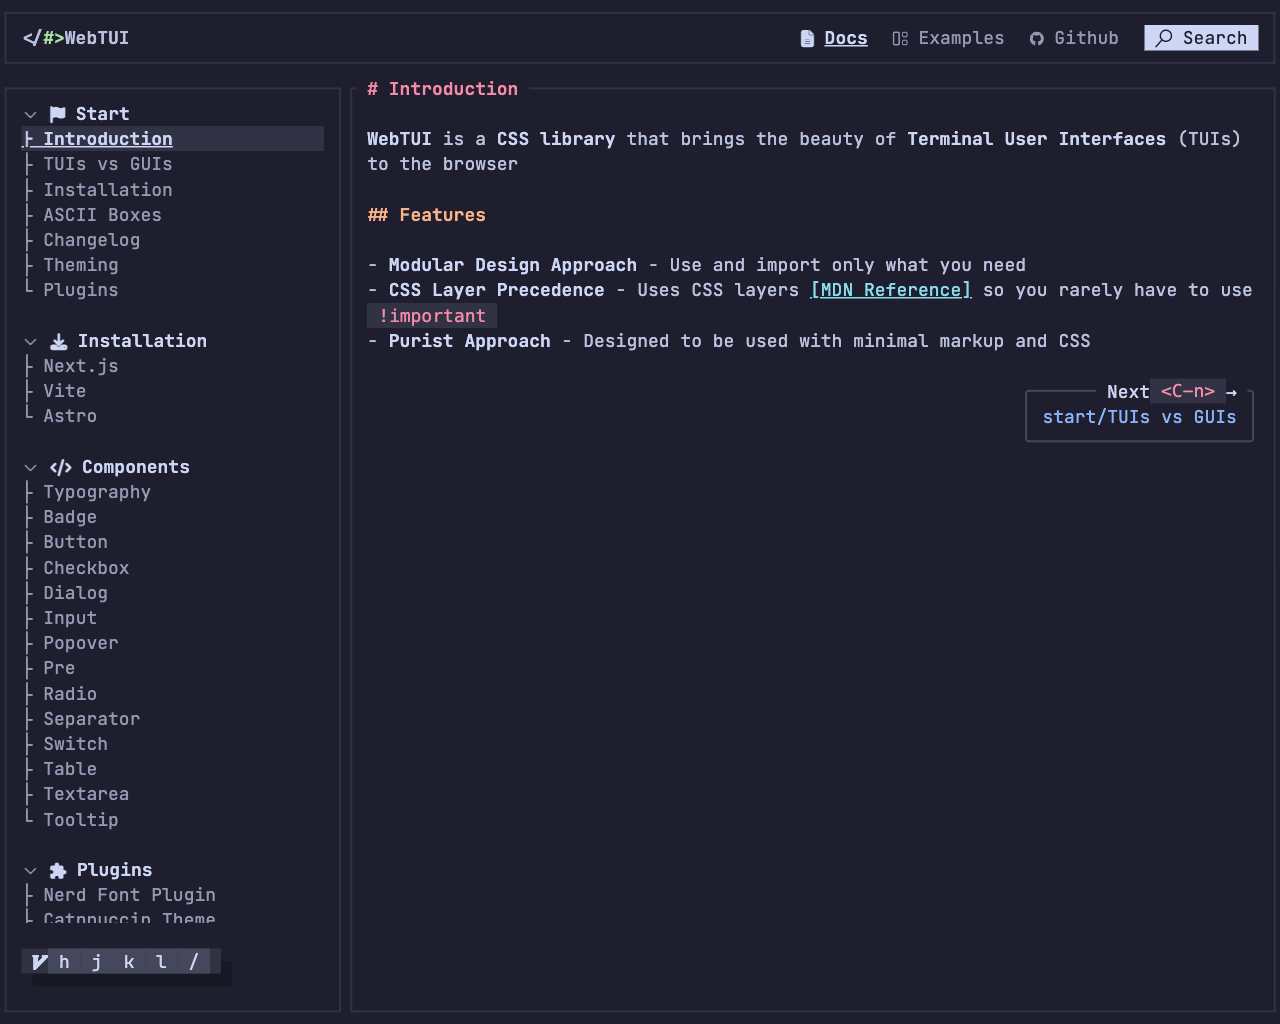 </#>WebTUI
Docs
Examples
Github
Search
Start
├ Introduction
├ TUIs vs GUIs
├ Installation
├ ASCII Boxes
├ Changelog
├ Theming
└ Plugins
Installation
├ Next.js
├ Vite
└ Astro
</> Components
├ Typography
├ Badge
├ Button
├ Checkbox
├ Dialog
├ Input
├ Popover
├ Pre
├ Radio
├ Separator
├ Switch
├ Table
├ Textarea
└ Tooltip
Plugins
├ Nerd Font Plugin
└ Catppuccin Theme
h j k l /
# Introduction
WebTUI is a CSS library that brings the beauty of Terminal User Interfaces (TUIs)
to the browser
## Features
- Modular Design Approach - Use and import only what you need
- CSS Layer Precedence - Uses CSS layers [MDN Reference] so you rarely have to use
!important
- Purist Approach - Designed to be used with minimal markup and CSS
Next <C-n> →
start/TUIs vs GUIs